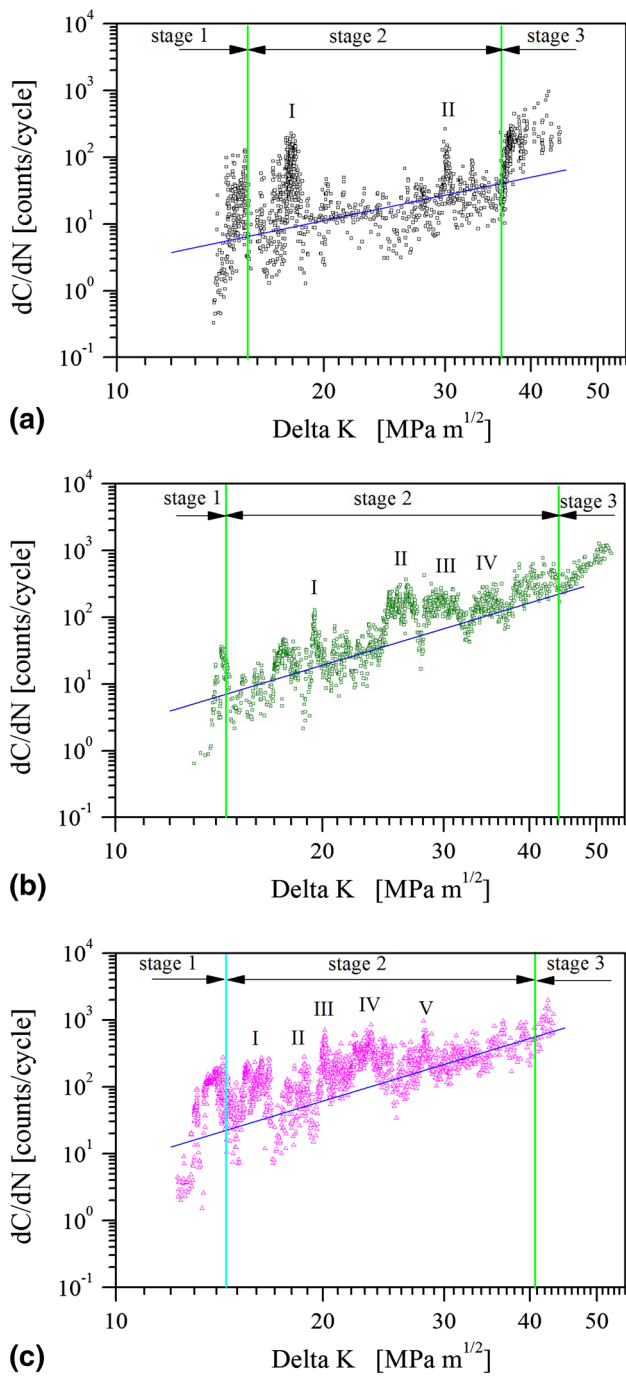 stage 1 stage 2 stage 3
I II
dC/dN [counts/cycle]
10^4
10^3
10^2
10^1
10^0
10^-1
10 20 30 40 50
Delta K [MPa m^1/2]
(a)
stage 1 stage 2 stage 3
I II III IV
dC/dN [counts/cycle]
10^4
10^3
10^2
10^1
10^0
10^-1
10 20 30 40 50
Delta K [MPa m^1/2]
(b)
stage 1 stage 2 stage 3
I II III IV V
dC/dN [counts/cycle]
10^4
10^3
10^2
10^1
10^0
10^-1
10 20 30 40 50
Delta K [MPa m^1/2]
(c)